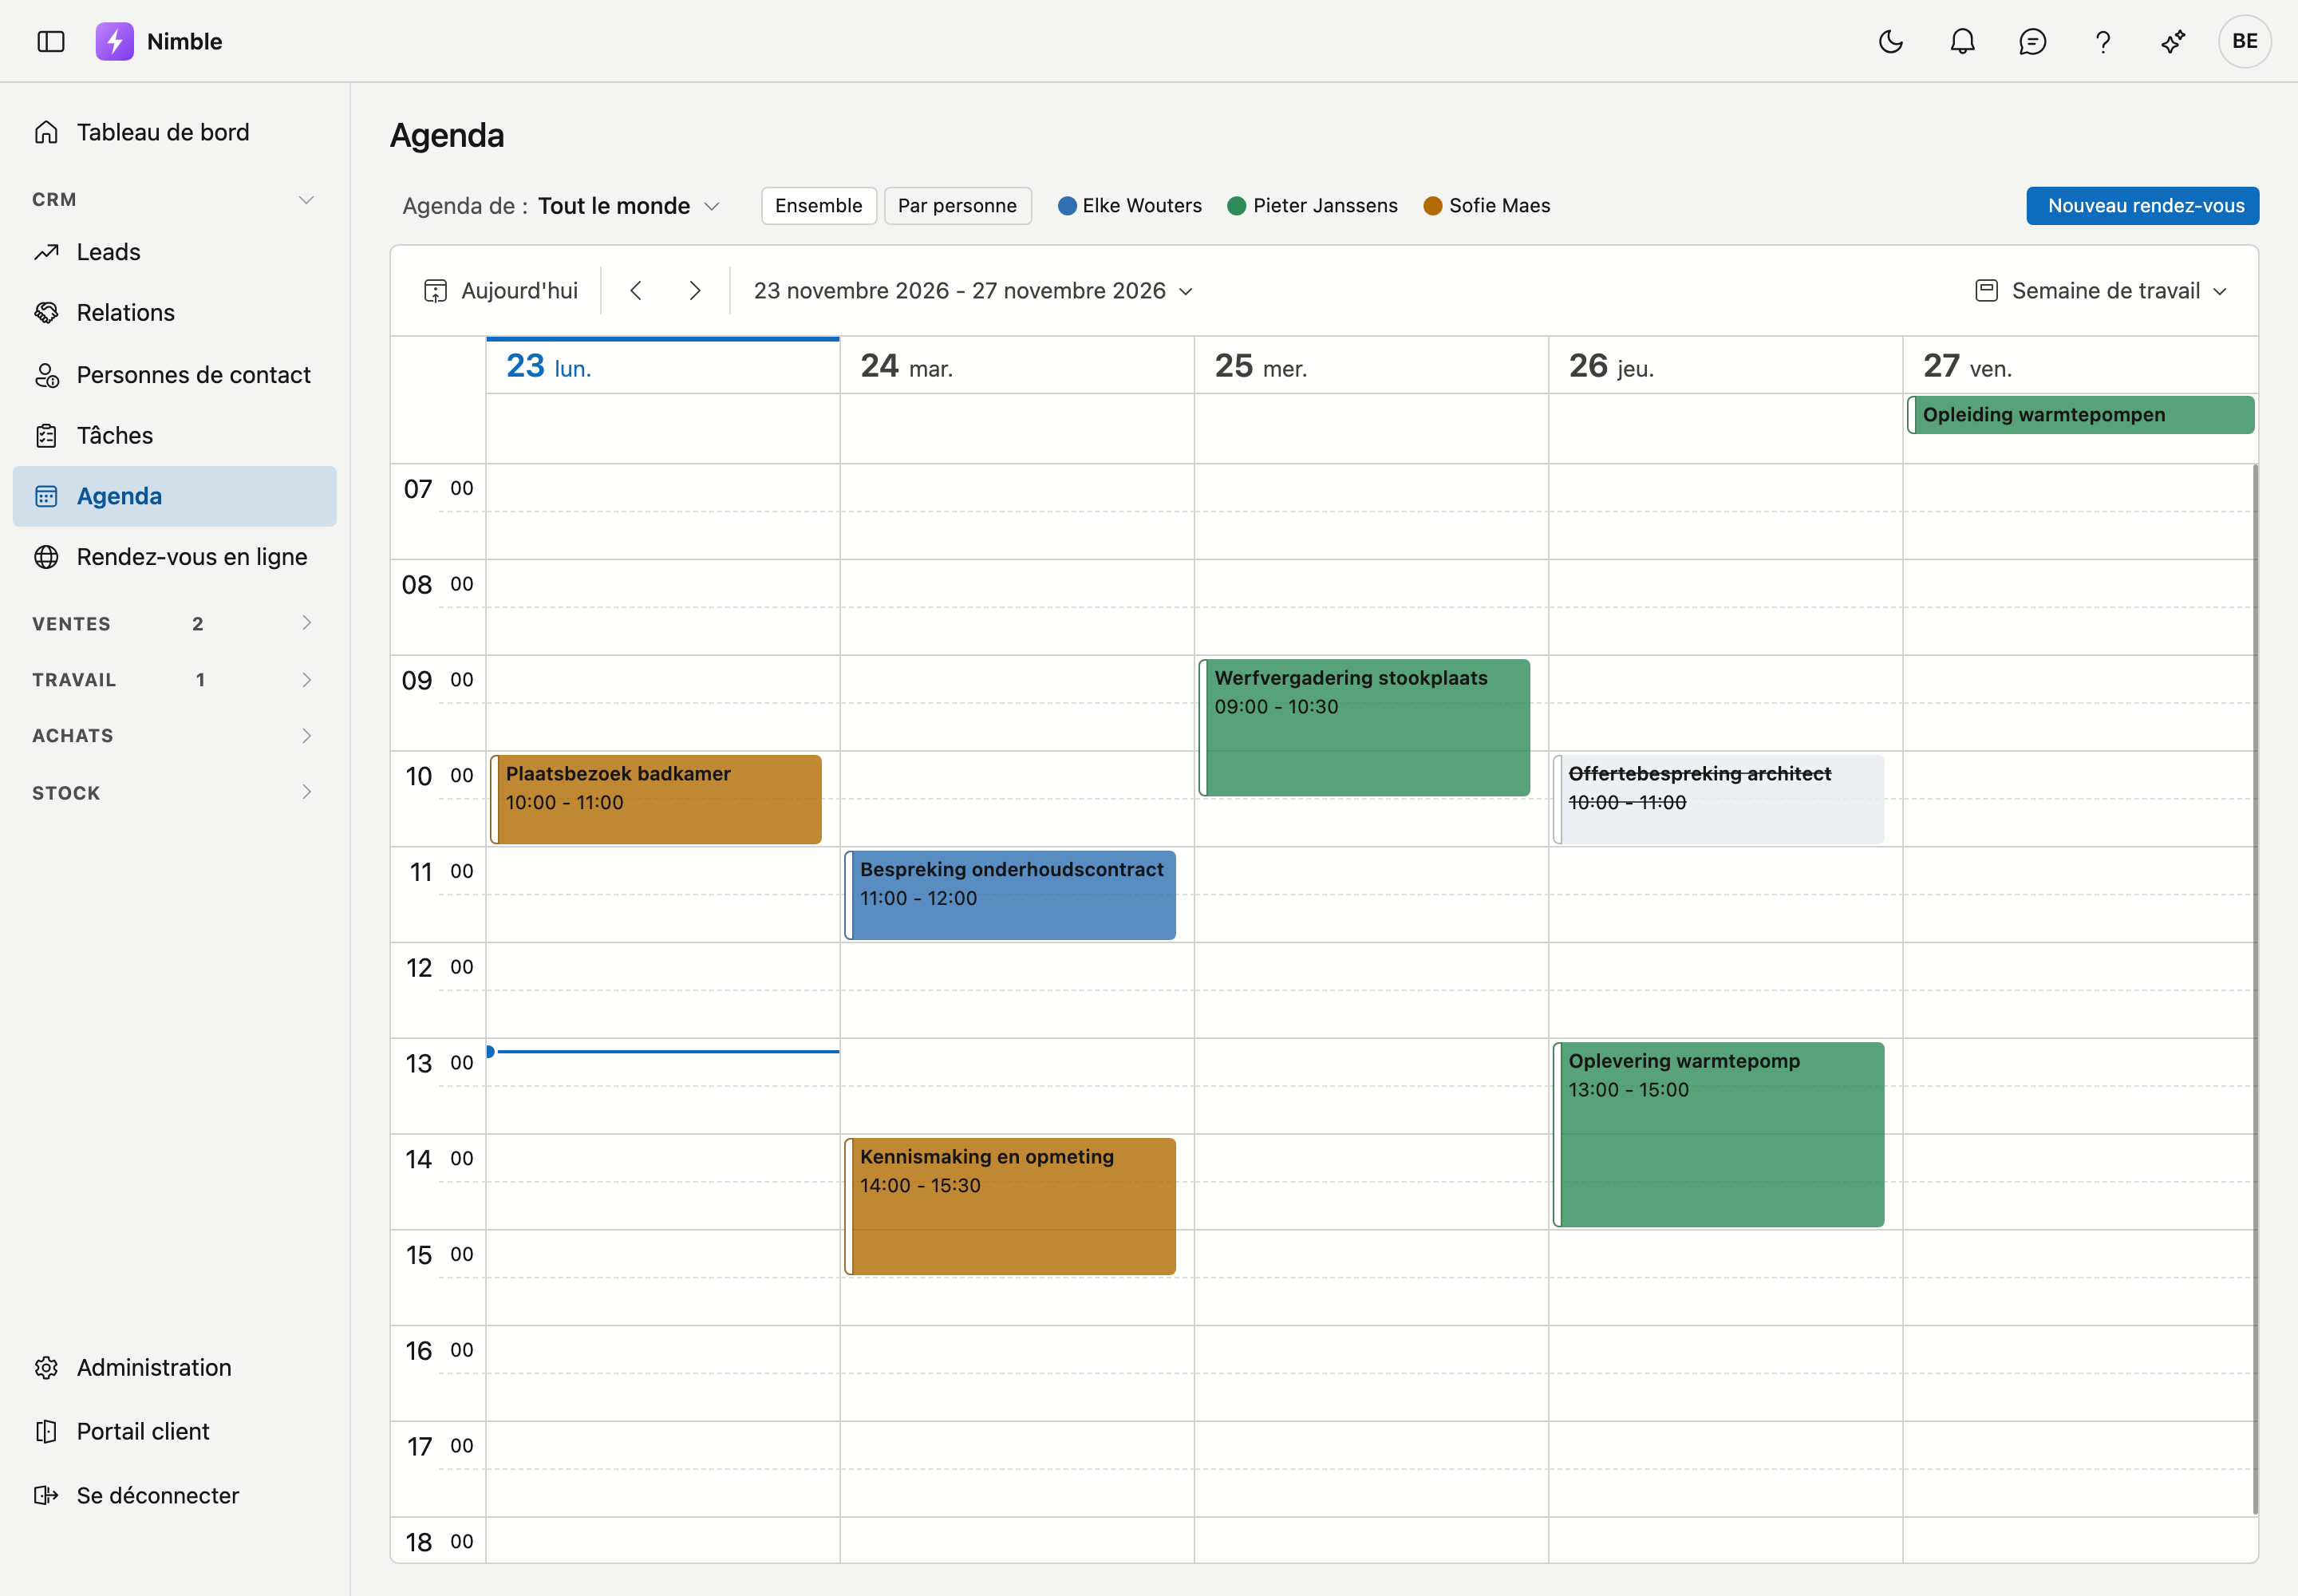 Nimble
BE
Tableau de bord
CRM
Leads
Relations
Personnes de contact
Tâches
Agenda
Rendez-vous en ligne
VENTES 2
TRAVAIL 1
ACHATS
STOCK
Administration
Portail client
Se déconnecter
Agenda
Agenda de : Tout le monde
Ensemble
Par personne
Elke Wouters
Pieter Janssens
Sofie Maes
Nouveau rendez-vous
Aujourd'hui
23 novembre 2026 - 27 novembre 2026
Semaine de travail
23 lun.
24 mar.
25 mer.
26 jeu.
27 ven.
Opleiding warmtepompen
07 00
08 00
09 00
Werfvergadering stookplaats
09:00 - 10:30
10 00
Plaatsbezoek badkamer
10:00 - 11:00
Offertebespreking architect
10:00 - 11:00
11 00
Bespreking onderhoudscontract
11:00 - 12:00
12 00
13 00
Oplevering warmtepomp
13:00 - 15:00
14 00
Kennismaking en opmeting
14:00 - 15:30
15 00
16 00
17 00
18 00